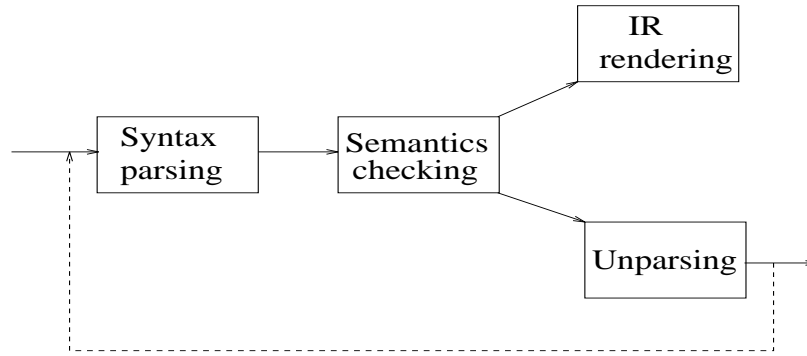 IR
rendering
Syntax
parsing
Semantics
checking
Unparsing